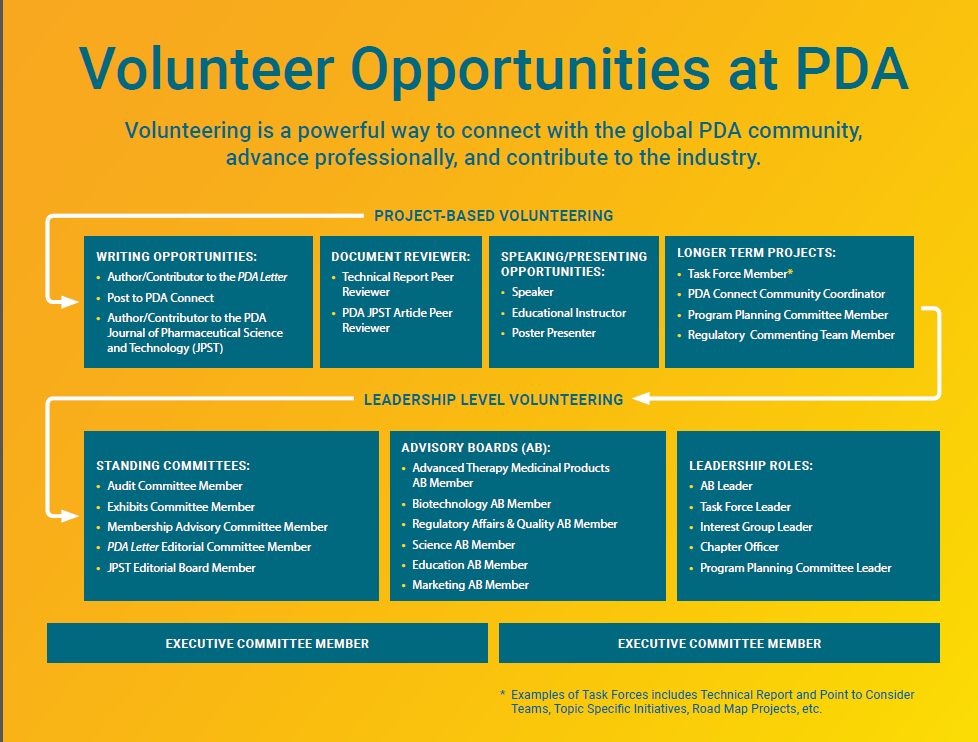 Volunteer Opportunities at PDA
Volunteering is a powerful way to connect with the global PDA community,
advance professionally, and contribute to the industry.
PROJECT-BASED VOLUNTEERING
WRITING OPPORTUNITIES:
• Author/Contributor to the PDA Letter
• Post to PDA Connect
• Author/Contributor to the PDA
Journal of Pharmaceutical Science
and Technology (JPST)
DOCUMENT REVIEWER:
• Technical Report Peer
Reviewer
• PDA JPST Article Peer
Reviewer
SPEAKING/PRESENTING
OPPORTUNITIES:
• Speaker
• Educational Instructor
• Poster Presenter
LONGER TERM PROJECTS:
• Task Force Member*
• PDA Connect Community Coordinator
• Program Planning Committee Member
• Regulatory Commenting Team Member
LEADERSHIP LEVEL VOLUNTEERING
STANDING COMMITTEES:
• Audit Committee Member
• Exhibits Committee Member
• Membership Advisory Committee Member
• PDA Letter Editorial Committee Member
• JPST Editorial Board Member
ADVISORY BOARDS (AB):
• Advanced Therapy Medicinal Products
AB Member
• Biotechnology AB Member
• Regulatory Affairs & Quality AB Member
• Science AB Member
• Education AB Member
• Marketing AB Member
LEADERSHIP ROLES:
• AB Leader
• Task Force Leader
• Interest Group Leader
• Chapter Officer
• Program Planning Committee Leader
EXECUTIVE COMMITTEE MEMBER
EXECUTIVE COMMITTEE MEMBER
* Examples of Task Forces includes Technical Report and Point to Consider
Teams, Topic Specific Initiatives, Road Map Projects, etc.